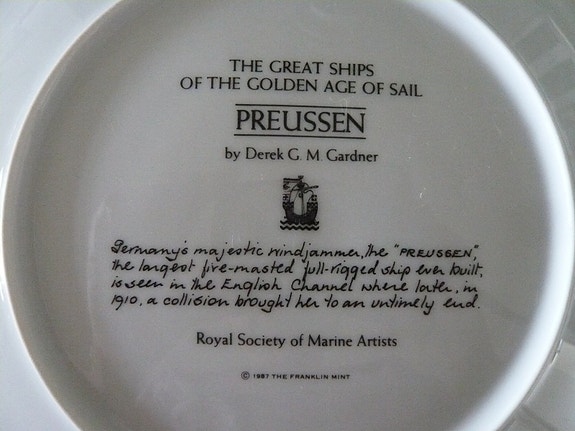 THE GREAT SHIPS
OF THE GOLDEN AGE OF SAIL
PREUSSEN
by Derek G. M. Gardner
Germany's majestic windjammer, the "PREUSSEN",
the largest five-masted full-rigged ship ever built,
is seen in the English Channel where later, in
1910, a collision brought her to an untimely end.
Royal Society of Marine Artists
© 1987 THE FRANKLIN MINT